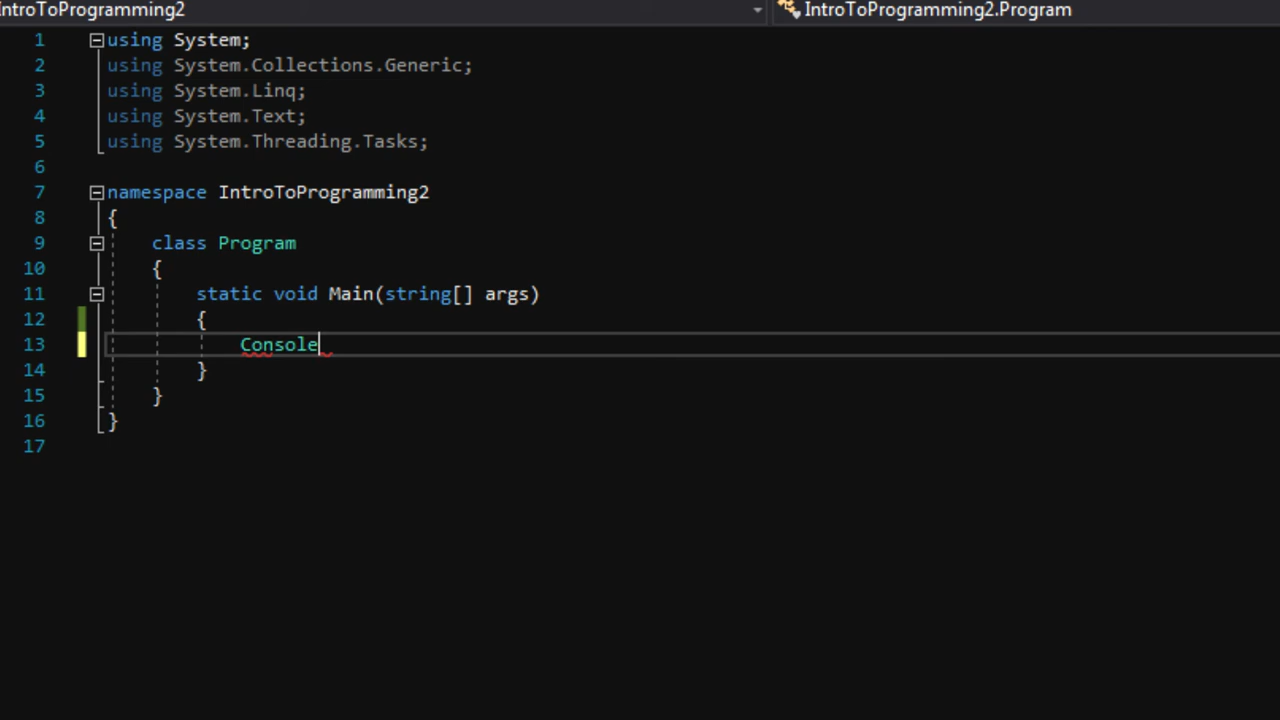 IntroToProgramming2 IntroToProgramming2.Program
1 using System;
2 using System.Collections.Generic;
3 using System.Linq;
4 using System.Text;
5 using System.Threading.Tasks;
6
7 namespace IntroToProgramming2
8 {
9 class Program
10 {
11 static void Main(string[] args)
12 {
13 Console
14 }
15 }
16 }
17